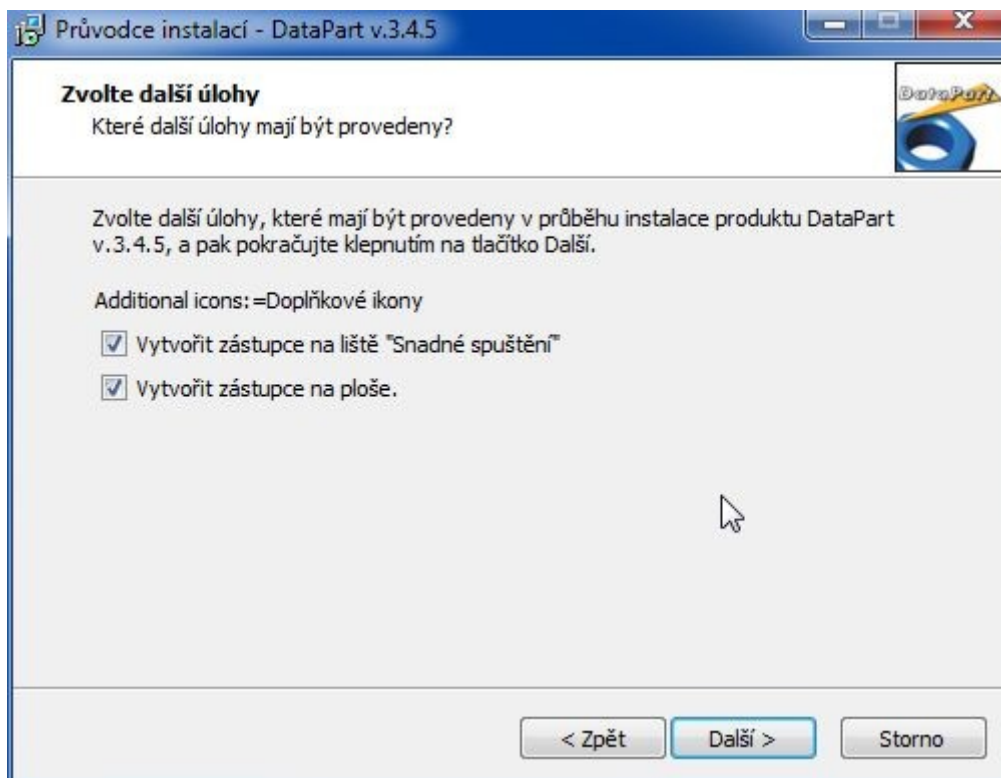 Průvodce instalací - DataPart v.3.4.5
Zvolte další úlohy
Které další úlohy mají být provedeny?
DataPart
Zvolte další úlohy, které mají být provedeny v průběhu instalace produktu DataPart
v.3.4.5, a pak pokračujte klepnutím na tlačítko Další.
Additional icons:=Doplňkové ikony
Vytvořit zástupce na liště "Snadné spuštění"
Vytvořit zástupce na ploše.
< Zpět
Další >
Storno